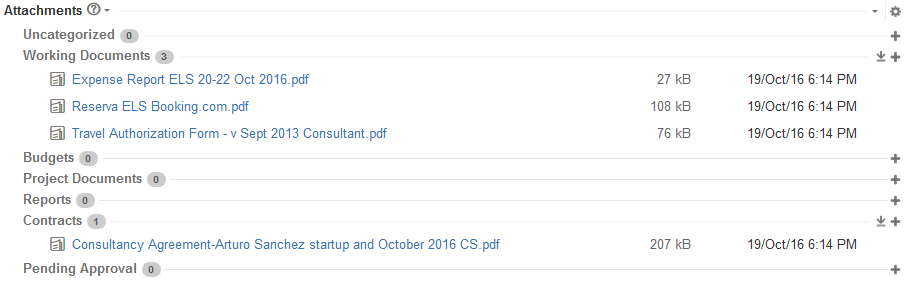 Attachments ?
Uncategorized 0
Working Documents 3
Expense Report ELS 20-22 Oct 2016.pdf 27 kB 19/Oct/16 6:14 PM
Reserva ELS Booking.com.pdf 108 kB 19/Oct/16 6:14 PM
Travel Authorization Form - v Sept 2013 Consultant.pdf 76 kB 19/Oct/16 6:14 PM
Budgets 0
Project Documents 0
Reports 0
Contracts 1
Consultancy Agreement-Arturo Sanchez startup and October 2016 CS.pdf 207 kB 19/Oct/16 6:14 PM
Pending Approval 0